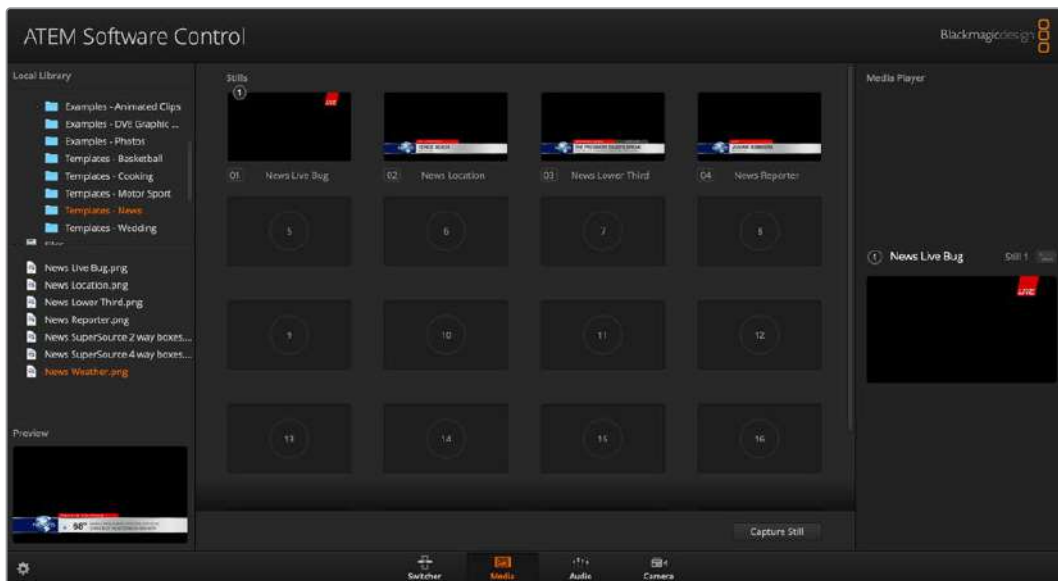 ATEM Software Control
Blackmagicdesign
Local Library
Examples - Animated Clips
Examples - DVE Graphic ...
Examples - Photos
Templates - Basketball
Templates - Cooking
Templates - Motor Sport
Templates - News
Templates - Wedding
News Live Bug.png
News Location.png
News Lower Third.png
News Reporter.png
News SuperSource 2 way boxes....
News SuperSource 4 way boxes....
News Weather.png
Preview
98°
Stills
1
LIVE
01 News Live Bug
02 News Location
03 News Lower Third
04 News Reporter
5
6
7
8
9
10
11
12
13
14
15
16
Capture Still
Media Player
1 News Live Bug Still 1
LIVE
Switcher
Media
Audio
Camera